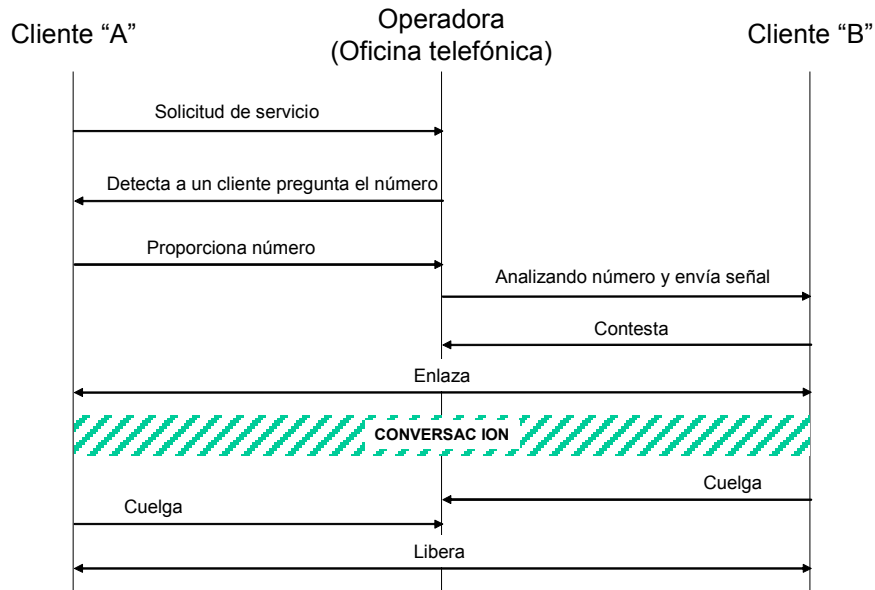 Cliente “A”
Operadora
(Oficina telefónica)
Cliente “B”
Solicitud de servicio
Detecta a un cliente pregunta el número
Proporciona número
Analizando número y envía señal
Contesta
Enlaza
CONVERSAC ION
Cuelga
Cuelga
Libera